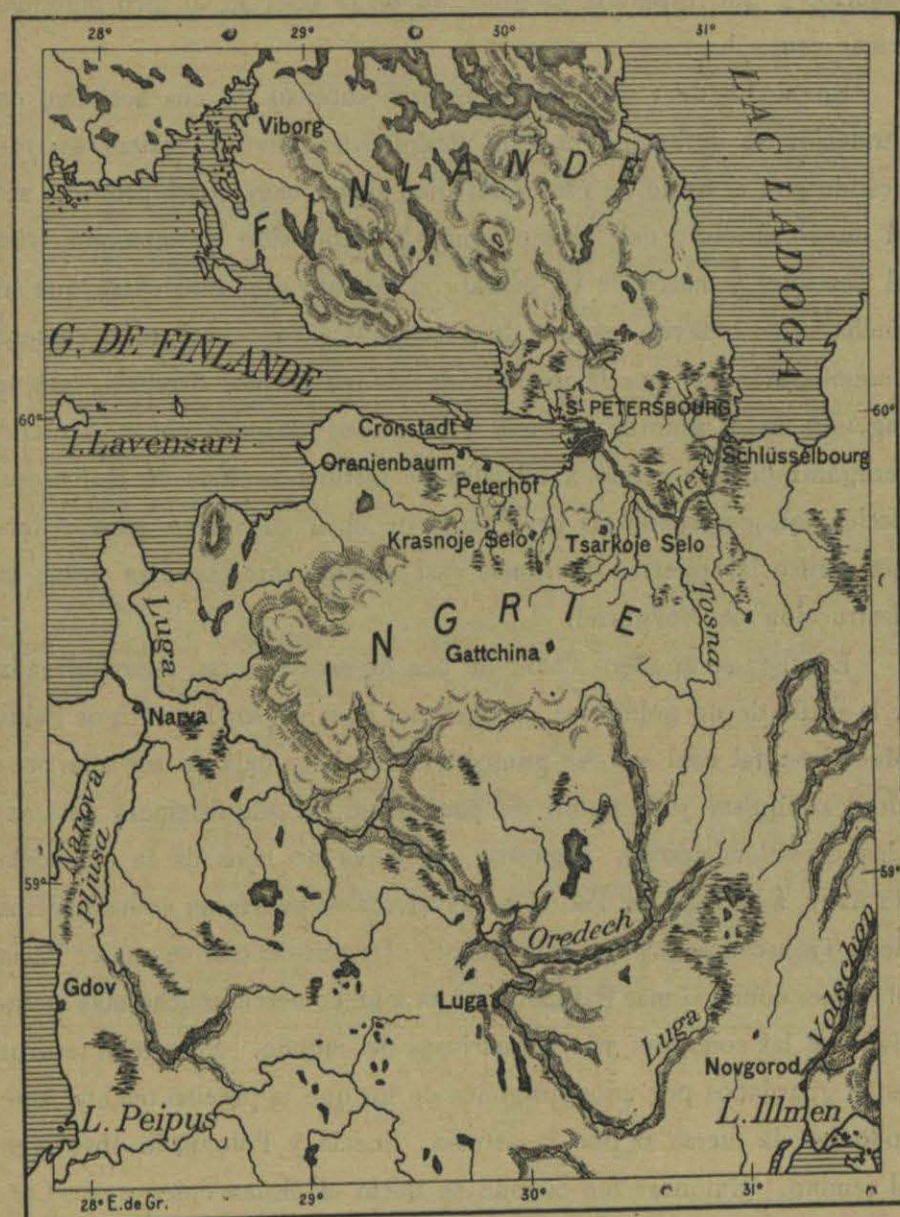 28°
29°
30°
31°
Viborg
LAC LADOGA
FINLANDE
G. DE FINLANDE
60°
60°
I. Lavensari
Cronstadt
St PETERSBOURG
Oranienbaum
Schlüsselbourg
Peterhof
Neva
Krasnoje Selo
Tsarkoje Selo
Luga
INGRIE
Tosna
Gattchina
Narva
Narova
Pljusa
59°
59°
Oredech
Volschov
Gdov
Luga
Luga
Novgorod
L. Peipus
L. Illmen
28° E. de Gr.
29°
30°
31°